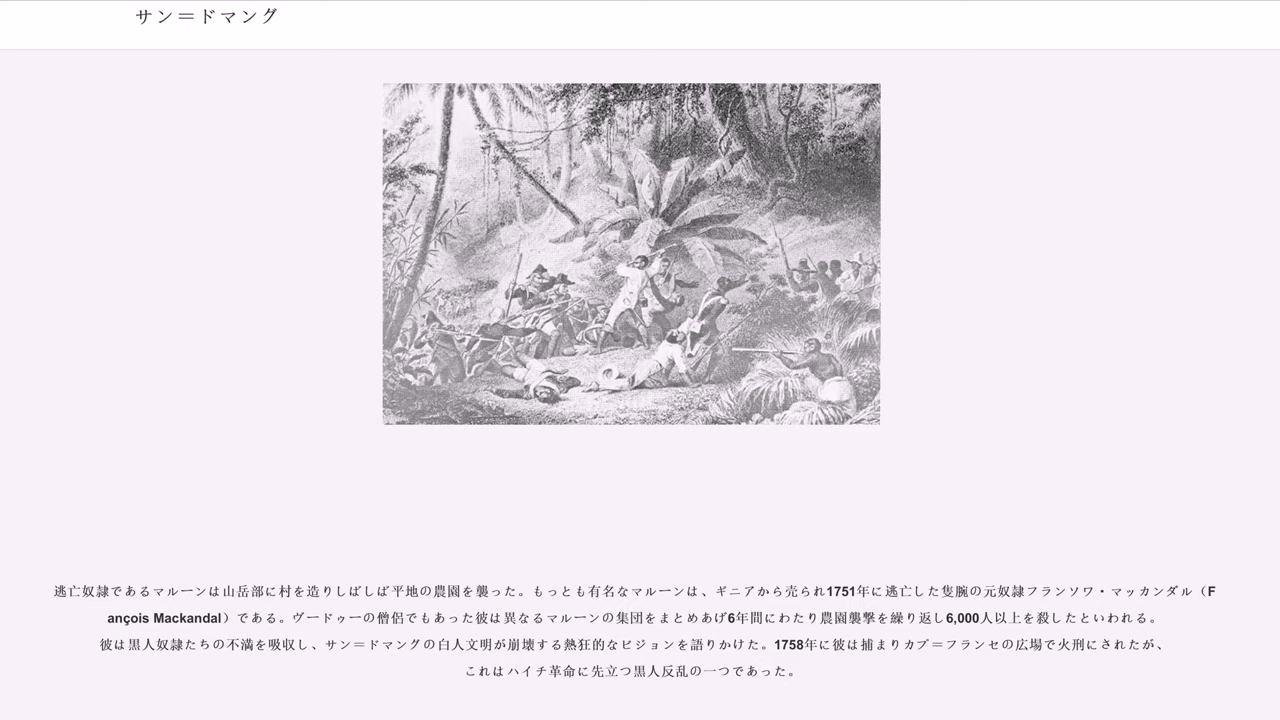 サン＝ドマング
逃亡奴隷であるマルーンは山岳部に村を造りしばしば平地の農園を襲った。もっとも有名なマルーンは、ギニアから売られ1751年に逃亡した隻腕の元奴隷フランソワ・マッカンダル（F
ançois Mackandal）である。ヴードゥーの僧侶でもあった彼は異なるマルーンの集団をまとめあげ6年間にわたり農園襲撃を繰り返し6,000人以上を殺したといわれる。
彼は黒人奴隷たちの不満を吸収し、サン＝ドマングの白人文明が崩壊する熱狂的なビジョンを語りかけた。1758年に彼は捕まりカプ＝フランセの広場で火刑にされたが、
これはハイチ革命に先立つ黒人反乱の一つであった。